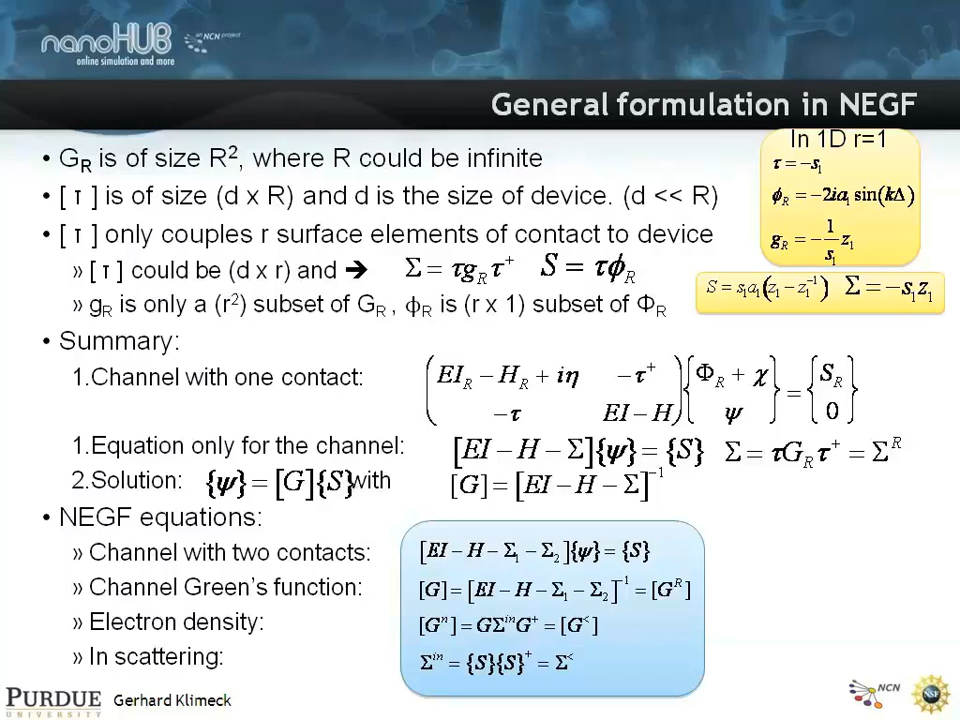 nanoHUB
an NCN project
online simulation and more
General formulation in NEGF
In 1D r=1
τ = −s₁
ϕ_R = −2ia₁ sin(kΔ)
g_R = −1/s₁ z₁
S = s₁a₁(z₁ − z₁⁻¹) Σ = −s₁z₁
• G_R is of size R², where R could be infinite
• [ τ ] is of size (d x R) and d is the size of device. (d << R)
• [ τ ] only couples r surface elements of contact to device
» [ τ ] could be (d x r) and ➔ Σ = τg_Rτ⁺ S = τϕ_R
» g_R is only a (r²) subset of G_R , ϕ_R is (r x 1) subset of Φ_R
• Summary:
1.Channel with one contact: ( EI_R − H_R + iη −τ⁺ ) { Φ_R + χ } = { S_R }
( −τ EI − H ) { ψ } { 0 }
1.Equation only for the channel: [EI − H − Σ]{ψ} = {S} Σ = τG_Rτ⁺ = Σ^R
2.Solution: {ψ} = [G]{S} with [G] = [EI − H − Σ]⁻¹
• NEGF equations:
» Channel with two contacts: [EI − H − Σ₁ − Σ₂]{ψ} = {S}
» Channel Green's function: [G] = [EI − H − Σ₁ − Σ₂]⁻¹ = [G^R]
» Electron density: [Gⁿ] = GΣ^inG⁺ = [G^<]
» In scattering: Σ^in = {S}{S}⁺ = Σ^<
PURDUE
UNIVERSITY
Gerhard Klimeck
NCN
NSF